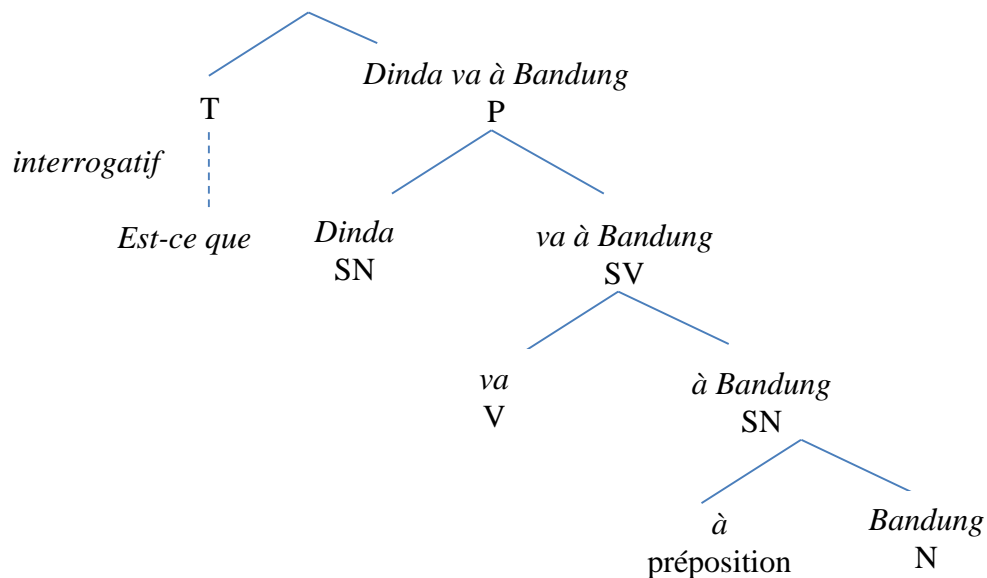 Dinda va à Bandung
T
P
interrogatif
Est-ce que
Dinda
va à Bandung
SN
SV
va
à Bandung
V
SN
à
Bandung
préposition
N